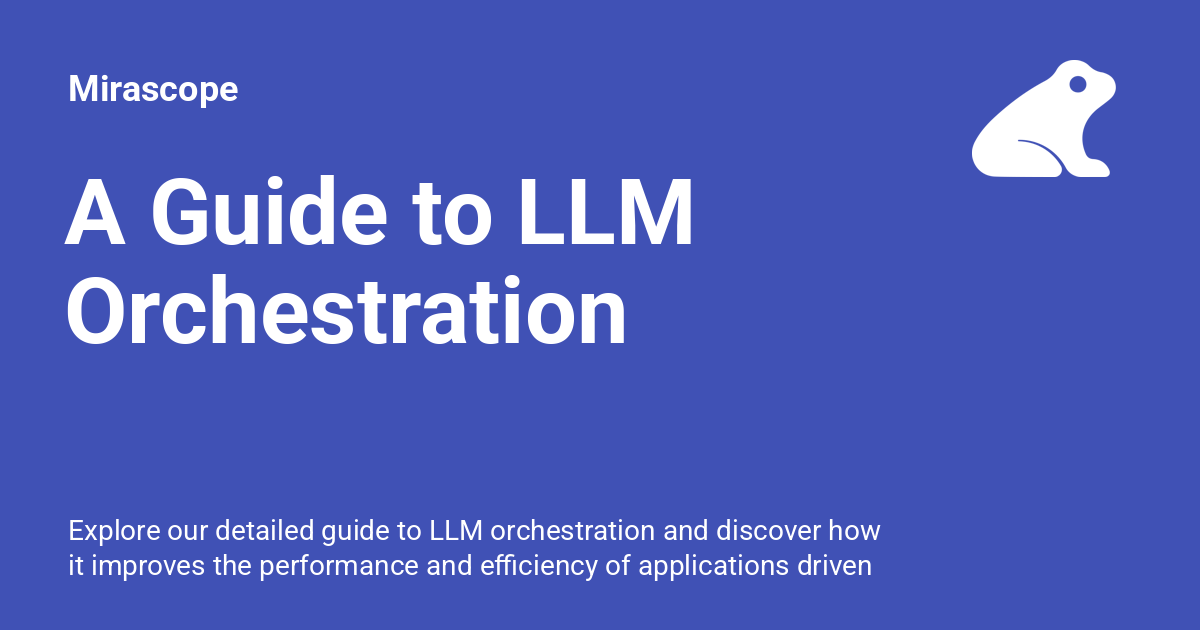 Mirascope
A Guide to LLM
Orchestration
Explore our detailed guide to LLM orchestration and discover how
it improves the performance and efficiency of applications driven